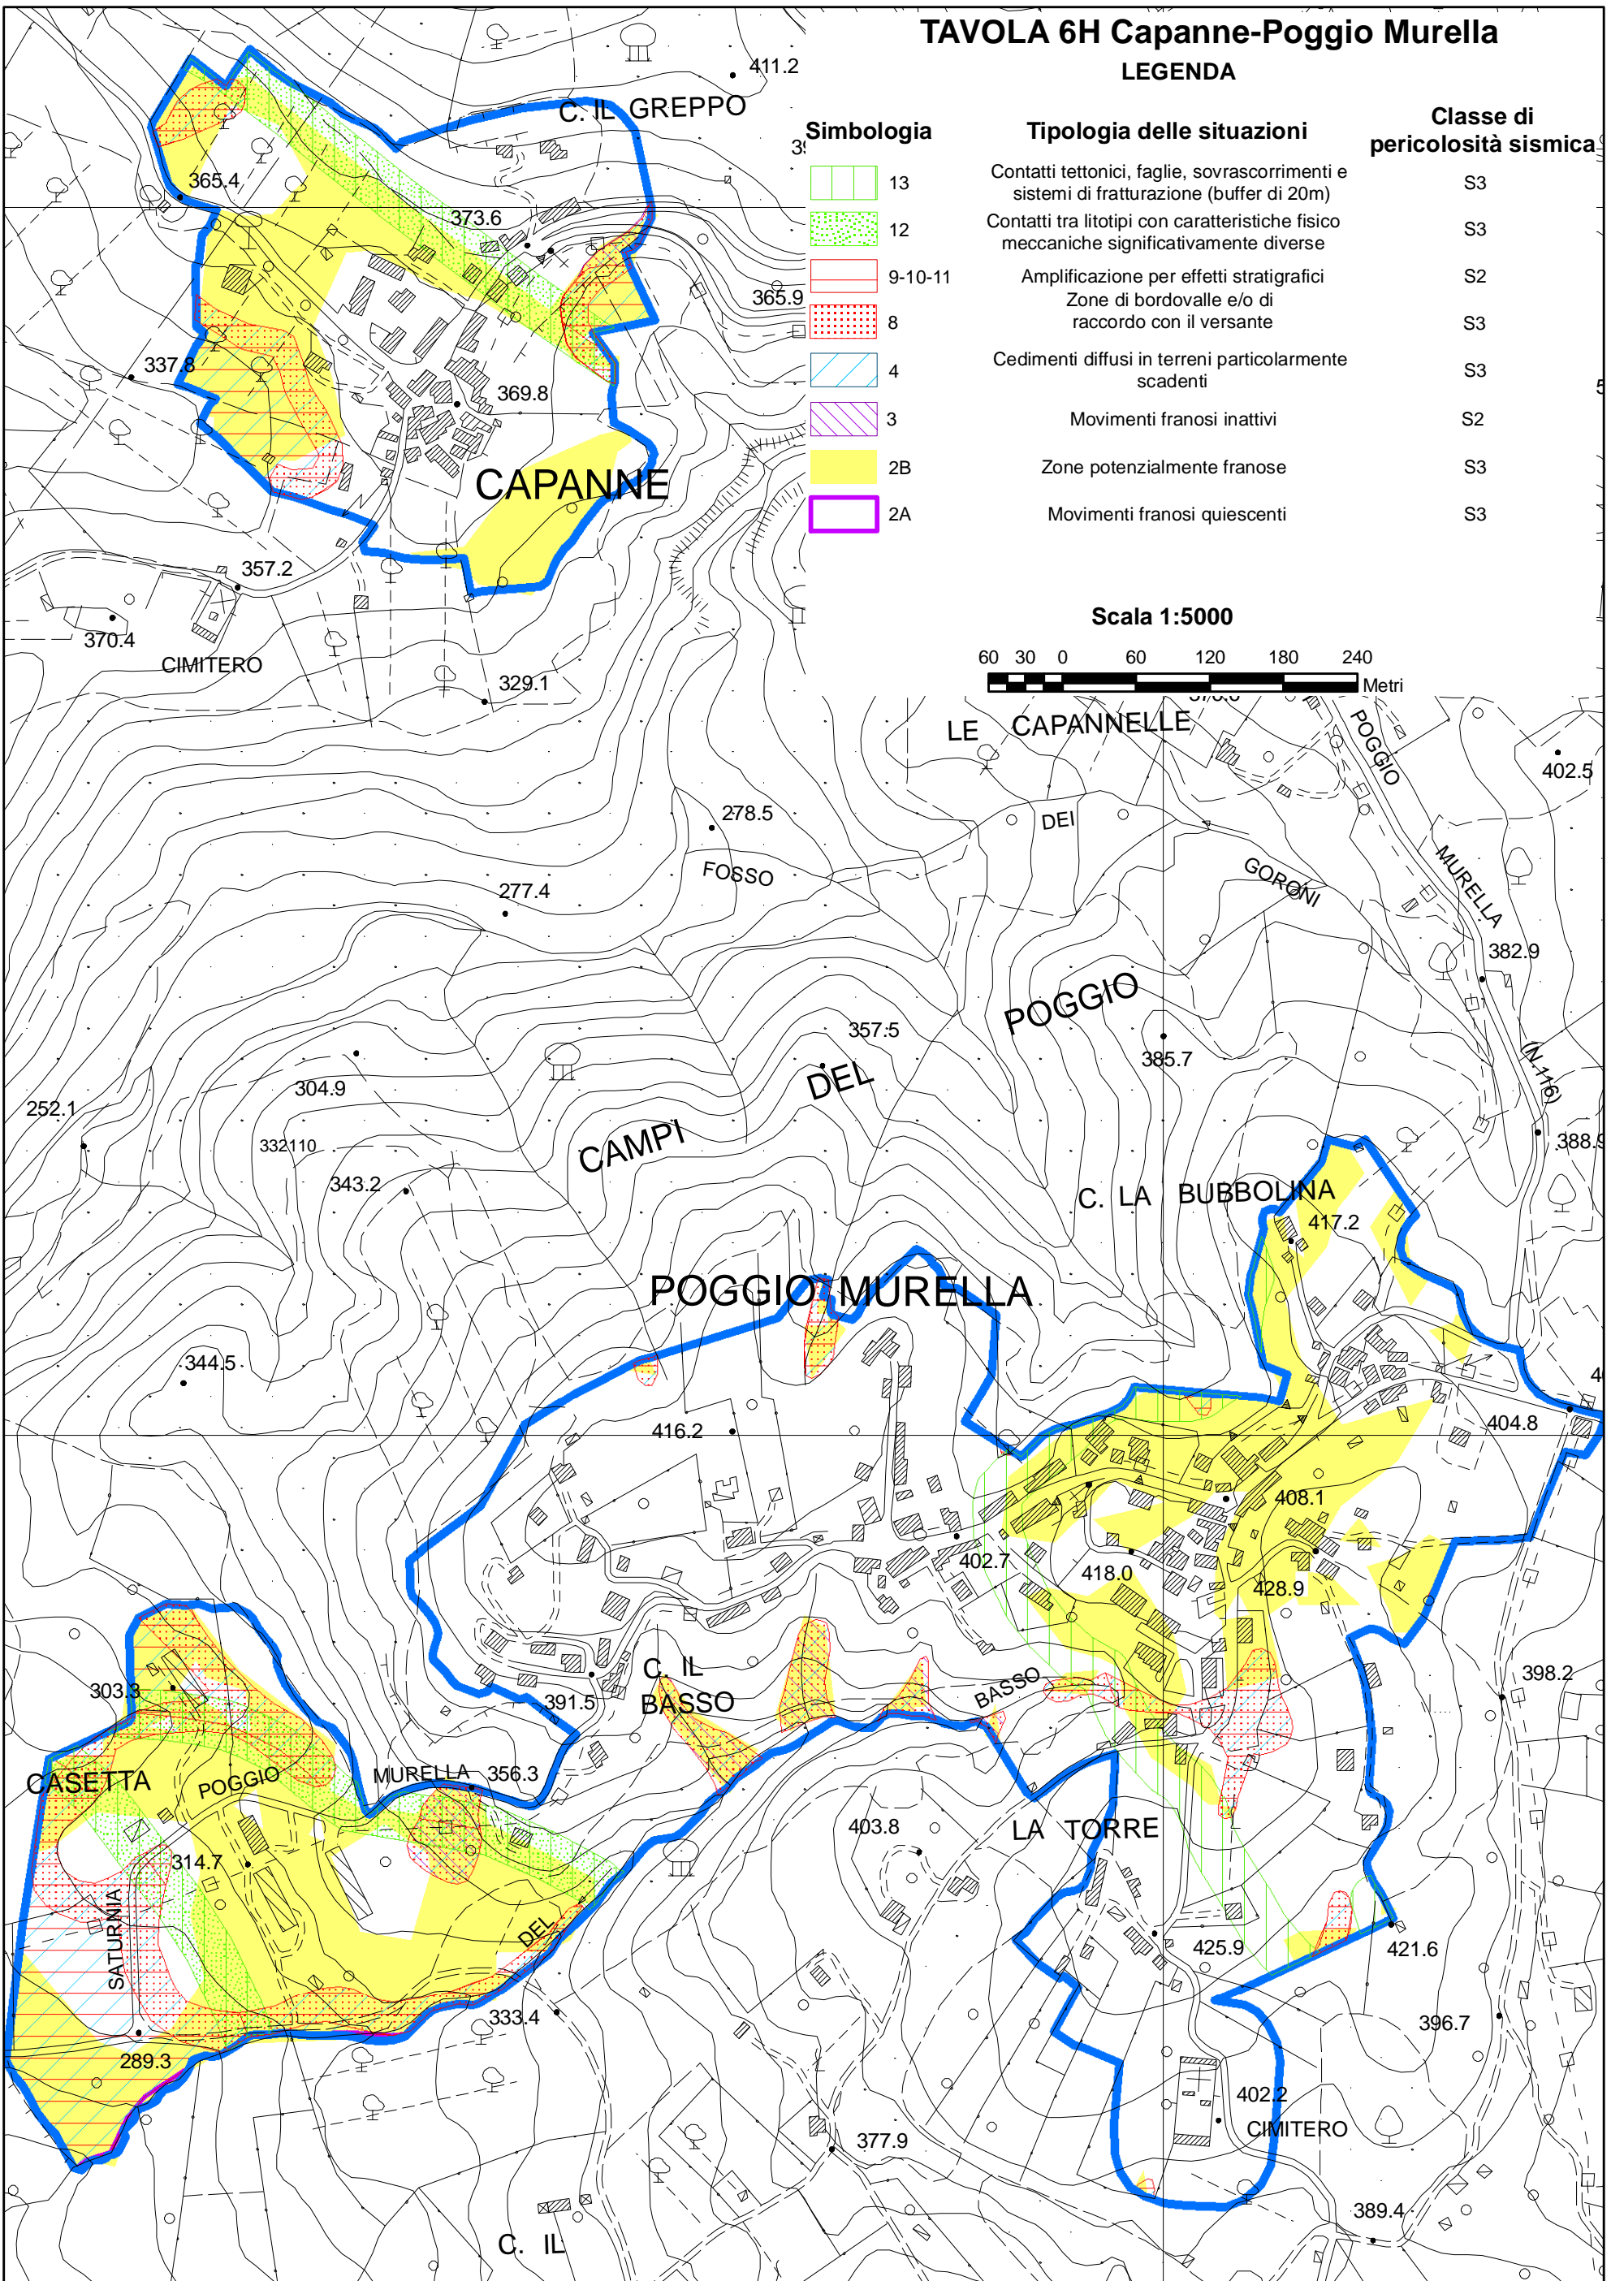 TAVOLA 6H Capanne-Poggio Murella
LEGENDA
Simbologia
Tipologia delle situazioni
Classe di
pericolosità sismica
13
Contatti tettonici, faglie, sovrascorrimenti e
sistemi di fratturazione (buffer di 20m)
S3
12
Contatti tra litotipi con caratteristiche fisico
meccaniche significativamente diverse
S3
9-10-11
Amplificazione per effetti stratigrafici
S2
8
Zone di bordovalle e/o di
raccordo con il versante
S3
4
Cedimenti diffusi in terreni particolarmente
scadenti
S3
3
Movimenti franosi inattivi
S2
2B
Zone potenzialmente franose
S3
2A
Movimenti franosi quiescenti
S3
Scala 1:5000
60 30 0 60 120 180 240
Metri
411.2
C. IL GREPPO
365.4
373.6
365.9
337.8
369.8
CAPANNE
357.2
370.4
CIMITERO
329.1
LE CAPANNELLE
POGGIO
402.5
278.5
DEI
FOSSO
GORONI
MURELLA
277.4
382.9
POGGIO
357.5
385.7
DEL
304.9
(N.116)
252.1
CAMPI
332110
388.9
343.2
C. LA BUBBOLINA
417.2
POGGIO MURELLA
344.5
416.2
404.8
408.1
402.7
418.0
428.9
C. IL
BASSO
303.3
391.5
BASSO
398.2
CASETTA
POGGIO
MURELLA
356.3
403.8
LA TORRE
314.7
SATURNIA
DEL
425.9
421.6
333.4
396.7
289.3
402.2
CIMITERO
377.9
389.4
C. IL